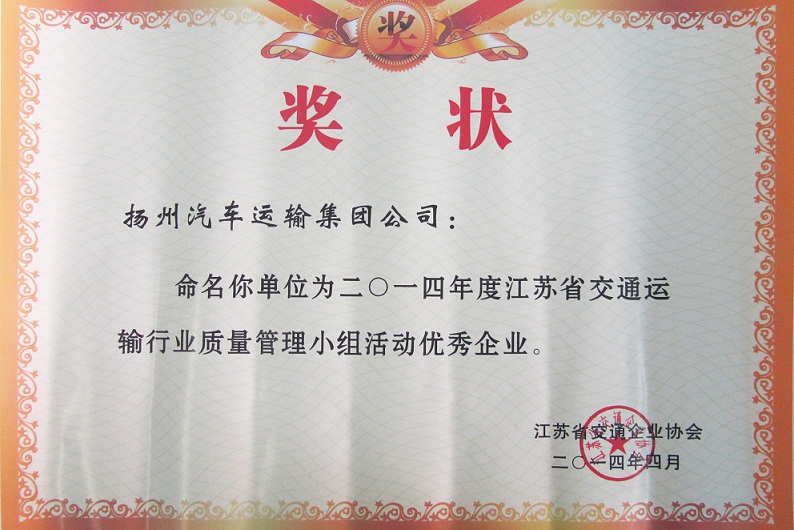 奖
奖状
扬州汽车运输集团公司：
命名你单位为二〇一四年度江苏省交通运
输行业质量管理小组活动优秀企业。
江苏省交通企业协会
二〇一四年四月